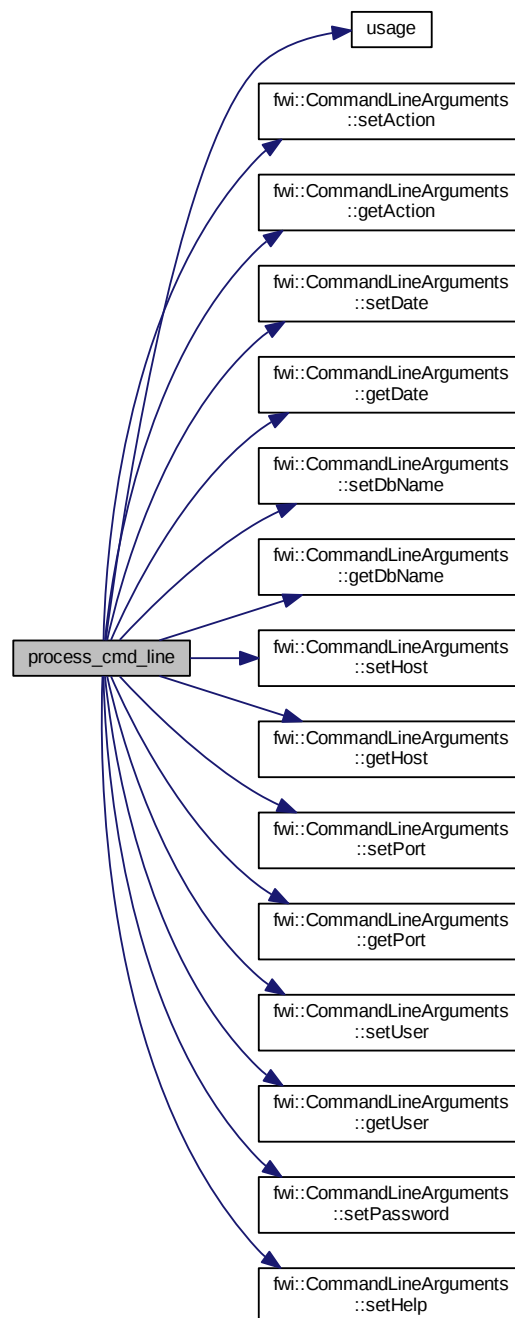 usage
fwi::CommandLineArguments
::setAction
fwi::CommandLineArguments
::getAction
fwi::CommandLineArguments
::setDate
fwi::CommandLineArguments
::getDate
fwi::CommandLineArguments
::setDbName
fwi::CommandLineArguments
::getDbName
process_cmd_line
fwi::CommandLineArguments
::setHost
fwi::CommandLineArguments
::getHost
fwi::CommandLineArguments
::setPort
fwi::CommandLineArguments
::getPort
fwi::CommandLineArguments
::setUser
fwi::CommandLineArguments
::getUser
fwi::CommandLineArguments
::setPassword
fwi::CommandLineArguments
::setHelp